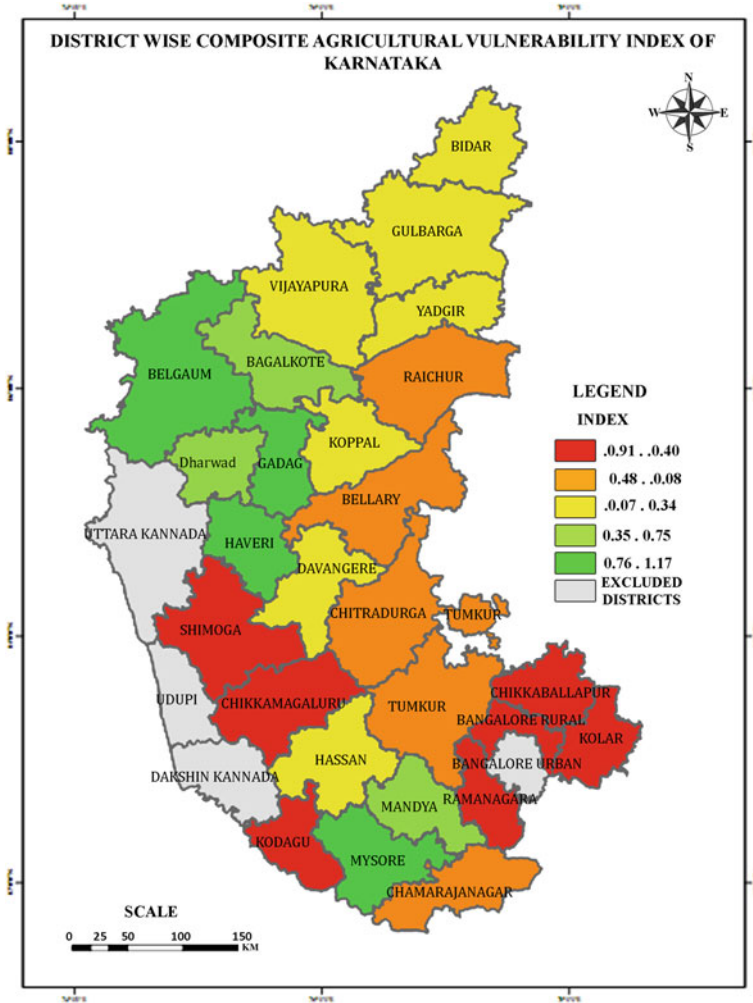 DISTRICT WISE COMPOSITE AGRICULTURAL VULNERABILITY INDEX OF
KARNATAKA
N
W E
S
BIDAR
GULBARGA
VIJAYAPURA
YADGIR
BAGALKOTE
BELGAUM
RAICHUR
LEGEND
INDEX
.0.91 . .0.40
0.48 . .0.08
.0.07 . 0.34
0.35 . 0.75
0.76 . 1.17
EXCLUDED
DISTRICTS
KOPPAL
Dharwad
GADAG
BELLARY
UTTARA KANNADA
HAVERI
DAVANGERE
CHITRADURGA
TUMKUR
SHIMOGA
UDUPI
CHIKKAMAGALURU
TUMKUR
CHIKKABALLAPUR
BANGALORE RURAL
KOLAR
HASSAN
BANGALORE URBAN
DAKSHIN KANNADA
RAMANAGARA
MANDYA
KODAGU
MYSORE
CHAMARAJANAGAR
SCALE
0 25 50 100 150
KM